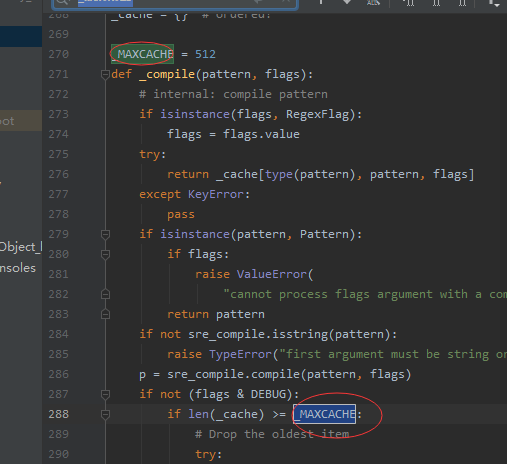 _cache = {}  # ordered!
269
270 _MAXCACHE = 512
271 def _compile(pattern, flags):
272     # internal: compile pattern
273     if isinstance(flags, RegexFlag):
274         flags = flags.value
275     try:
276         return _cache[type(pattern), pattern, flags]
277     except KeyError:
278         pass
279     if isinstance(pattern, Pattern):
280         if flags:
281             raise ValueError(
282                 "cannot process flags argument with a com
283         return pattern
284     if not sre_compile.isstring(pattern):
285         raise TypeError("first argument must be string or
286     p = sre_compile.compile(pattern, flags)
287     if not (flags & DEBUG):
288         if len(_cache) >= _MAXCACHE:
289             # Drop the oldest item
290             try:
oot
Object_
nsoles